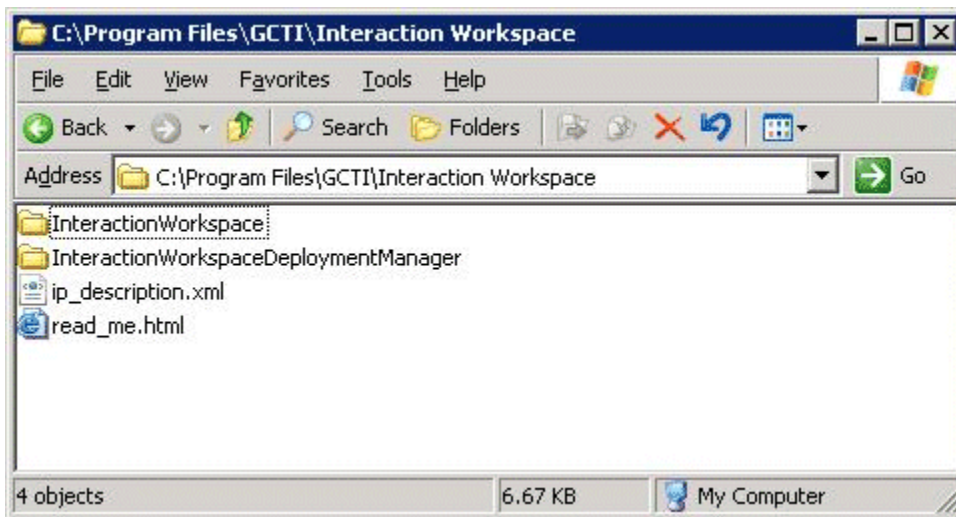 C:\Program Files\GCTI\Interaction Workspace
File Edit View Favorites Tools Help
Back Search Folders
Address C:\Program Files\GCTI\Interaction Workspace Go
InteractionWorkspace
InteractionWorkspaceDeploymentManager
ip_description.xml
read_me.html
4 objects 6.67 KB My Computer